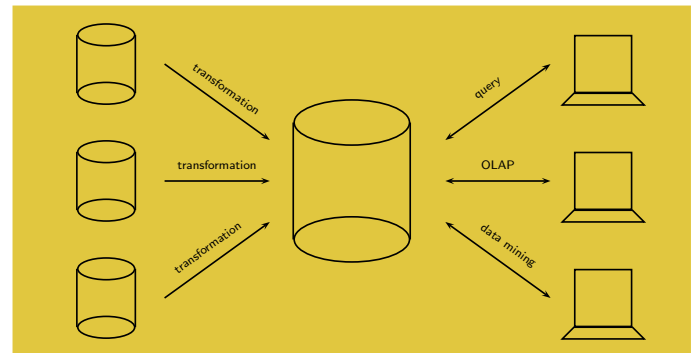 transformation
transformation
transformation
query
OLAP
data mining